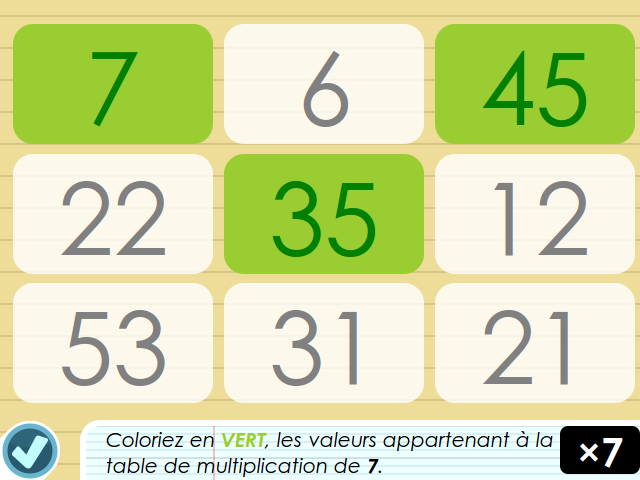 7 6 45
22 35 12
53 31 21
Coloriez en VERT, les valeurs appartenant à la
table de multiplication de 7.
×7